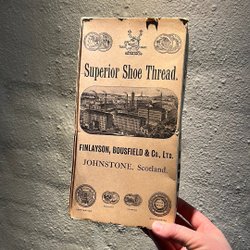 Superior Shoe Thread.
FINLAYSON, BOUSFIELD & Co., Ltd.
JOHNSTONE, Scotland.